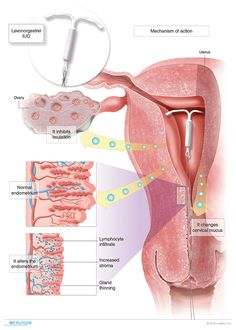 Levonorgestrel
IUD
Mechanism of action
Uterus
Ovary
It inhibits
ovulation
Normal
endometrium
It changes
cervical mucus
Lymphocyte
infiltrates
It alters the
endometrium
Increased
stroma
Gland
thinning